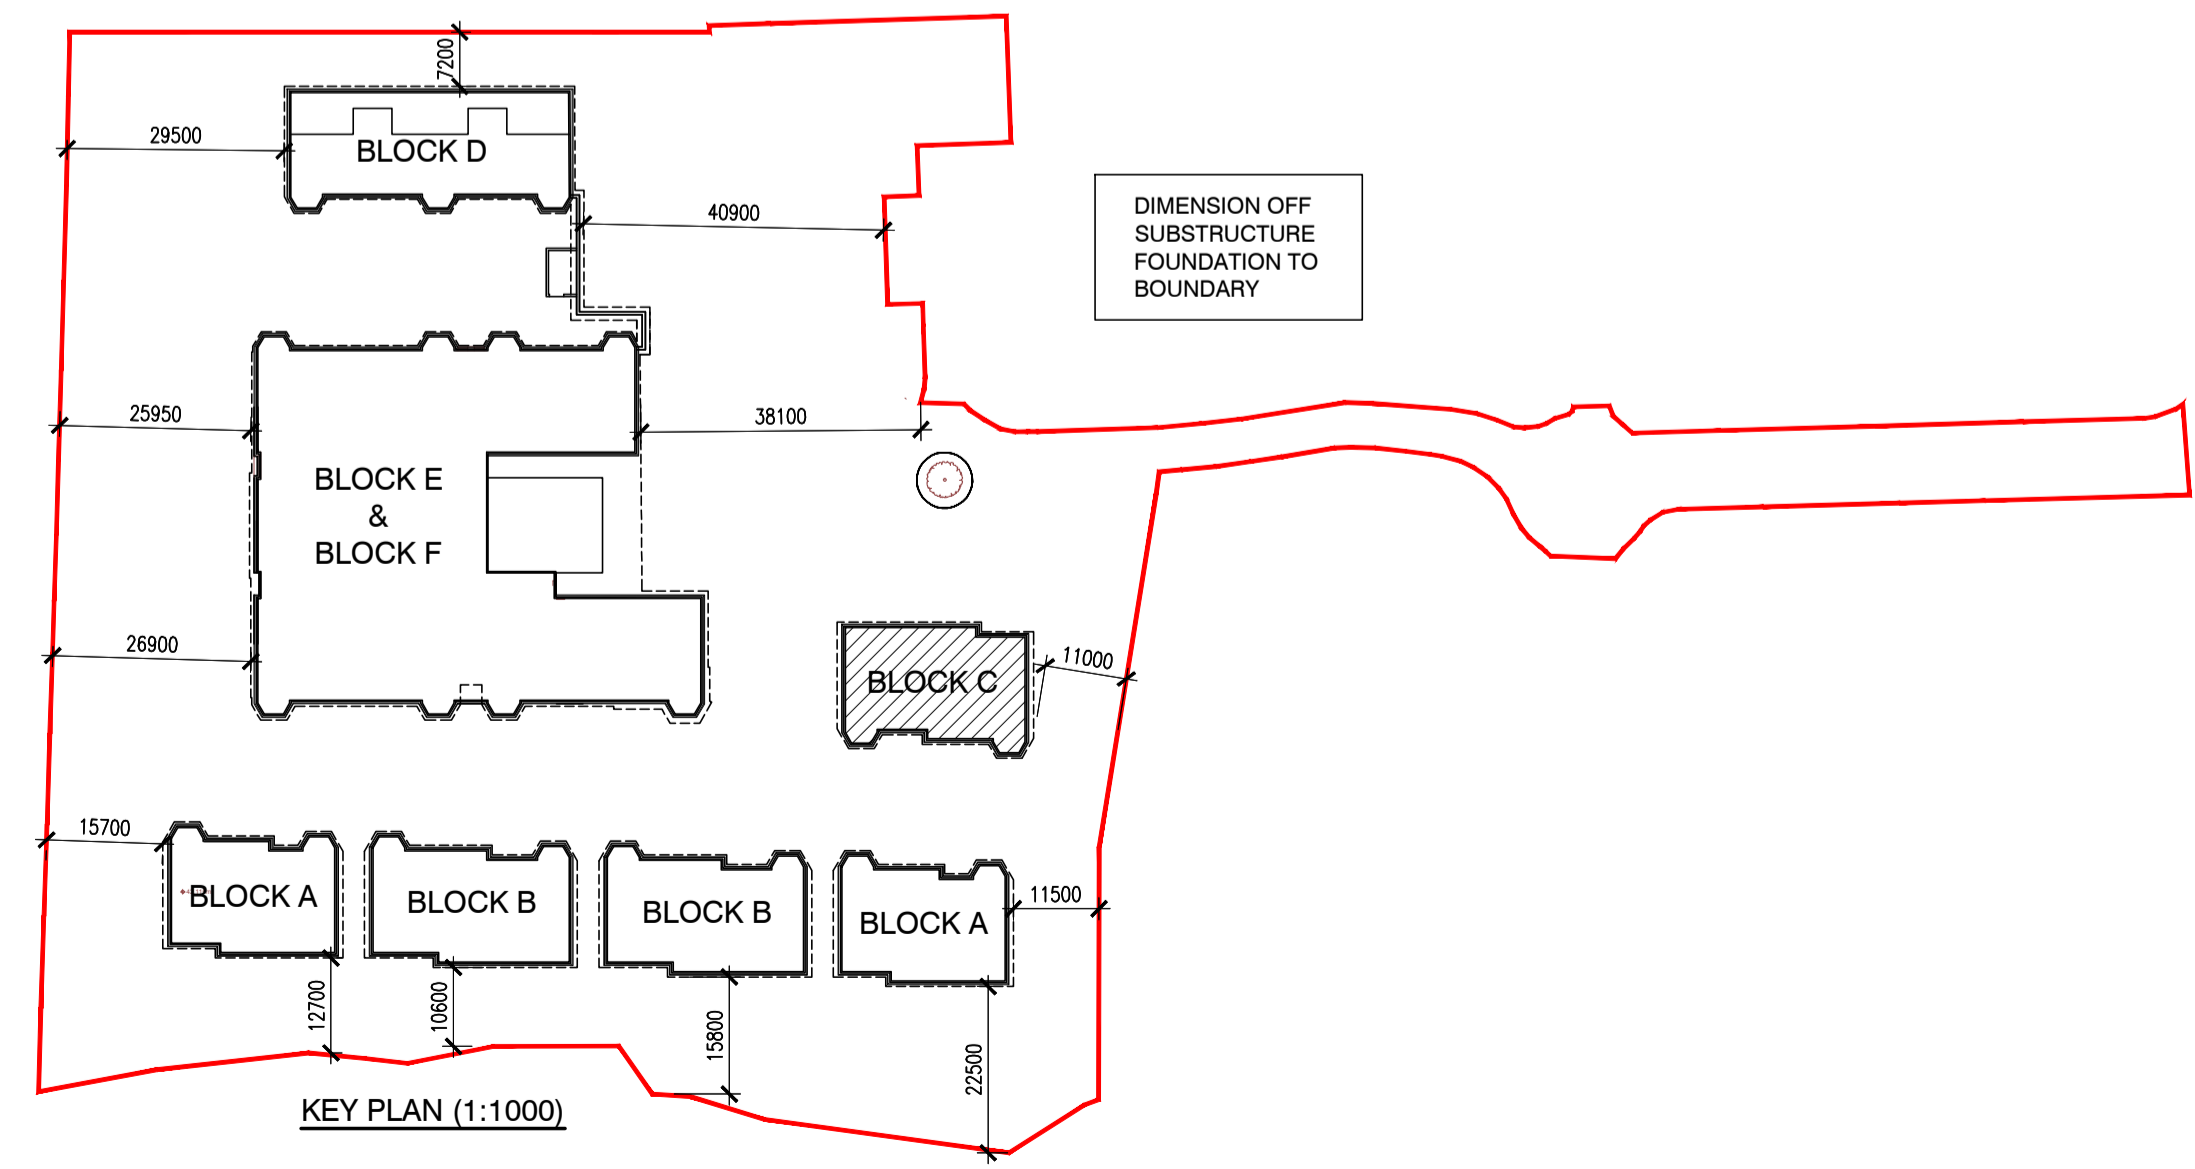 7200
29500
BLOCK D
40900
DIMENSION OFF
SUBSTRUCTURE
FOUNDATION TO
BOUNDARY
25950
38100
BLOCK E
&
BLOCK F
26900
11000
BLOCK C
15700
BLOCK A
BLOCK B
BLOCK B
BLOCK A
11500
12700
10600
15800
22500
KEY PLAN (1:1000)